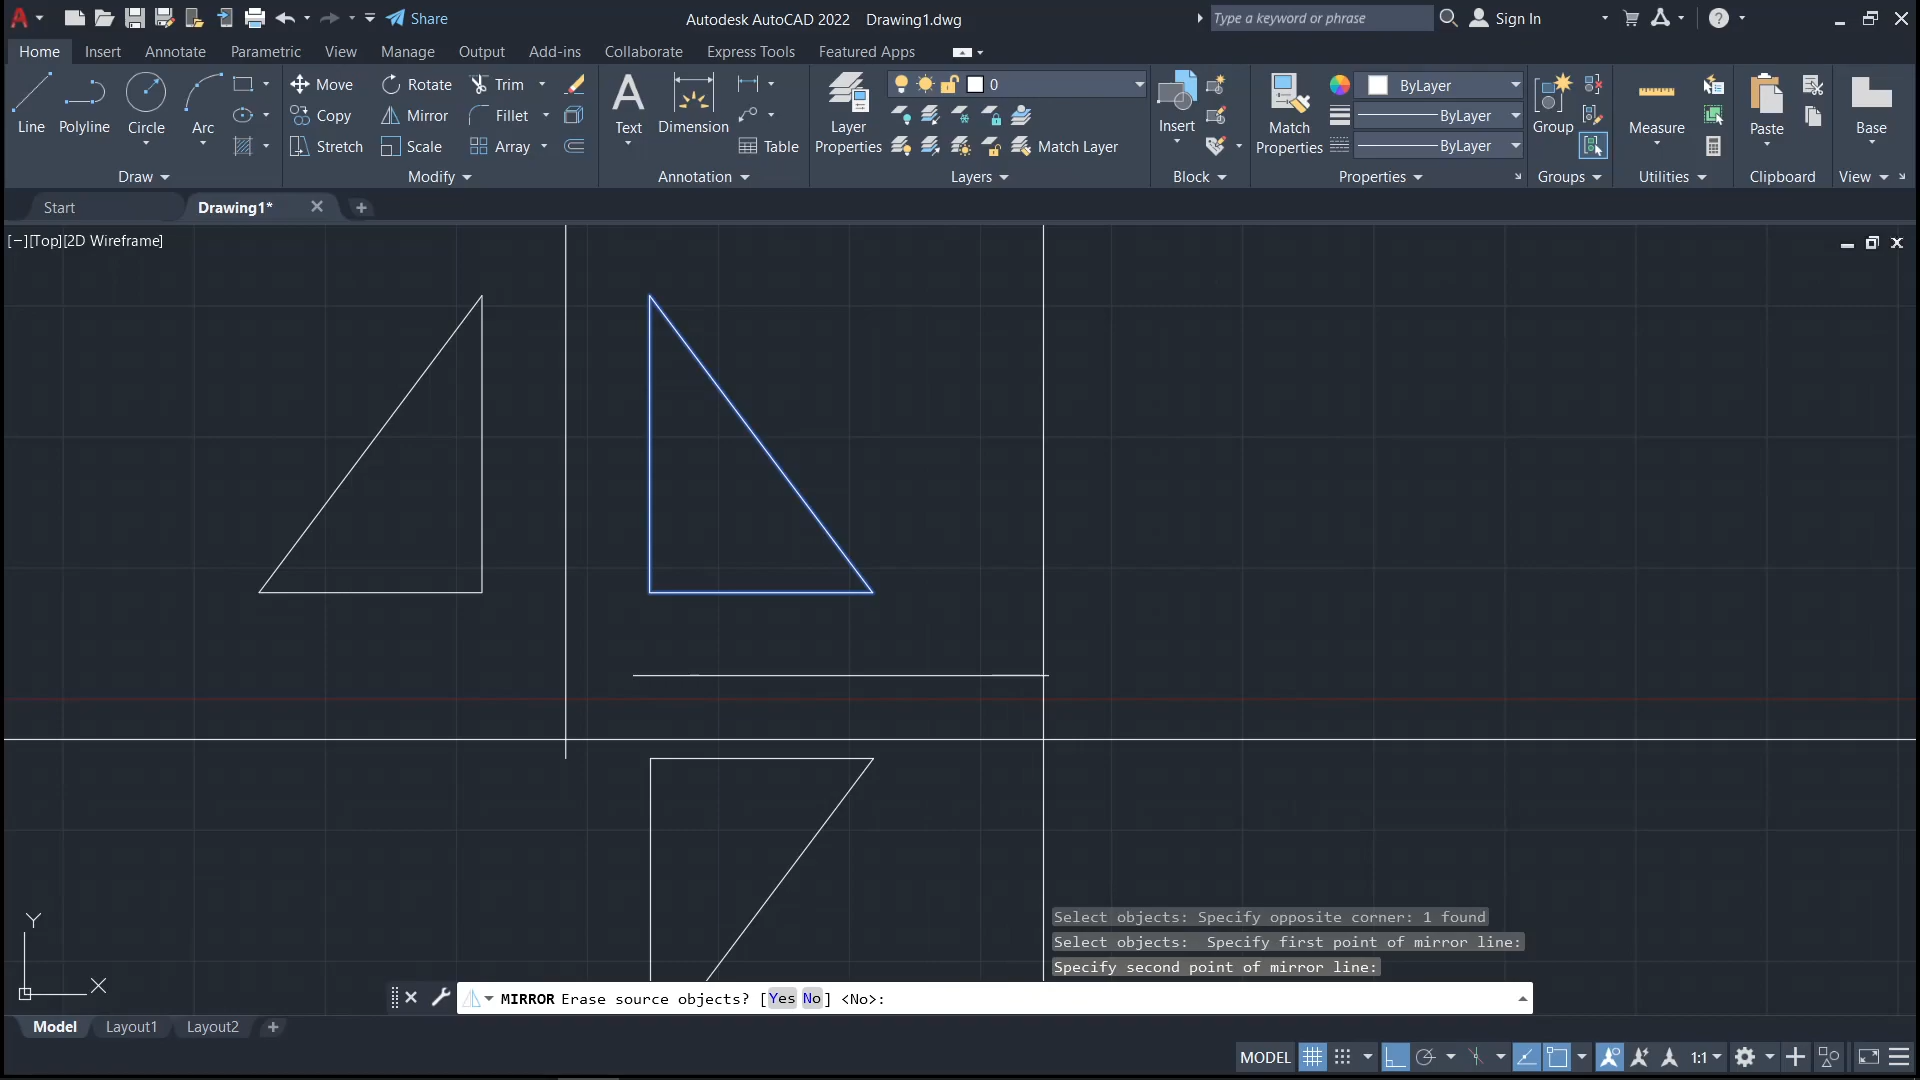 Share
Autodesk AutoCAD 2022 Drawing1.dwg
Type a keyword or phrase
Sign In
Home Insert Annotate Parametric View Manage Output Add-ins Collaborate Express Tools Featured Apps
Line Polyline Circle Arc
Draw
Move Rotate Trim
Copy Mirror Fillet
Stretch Scale Array
Modify
Text Dimension Table
Annotation
Layer Properties
0
Match Layer
Layers
Insert
Block
Match Properties
ByLayer
ByLayer
ByLayer
Properties
Group
Groups
Measure
Utilities
Paste
Clipboard
Base
View
Start Drawing1*
[−][Top][2D Wireframe]
Y
X
Select objects: Specify opposite corner: 1 found
Select objects: Specify first point of mirror line:
Specify second point of mirror line:
MIRROR Erase source objects? [Yes No] <No>:
Model Layout1 Layout2
MODEL 1:1